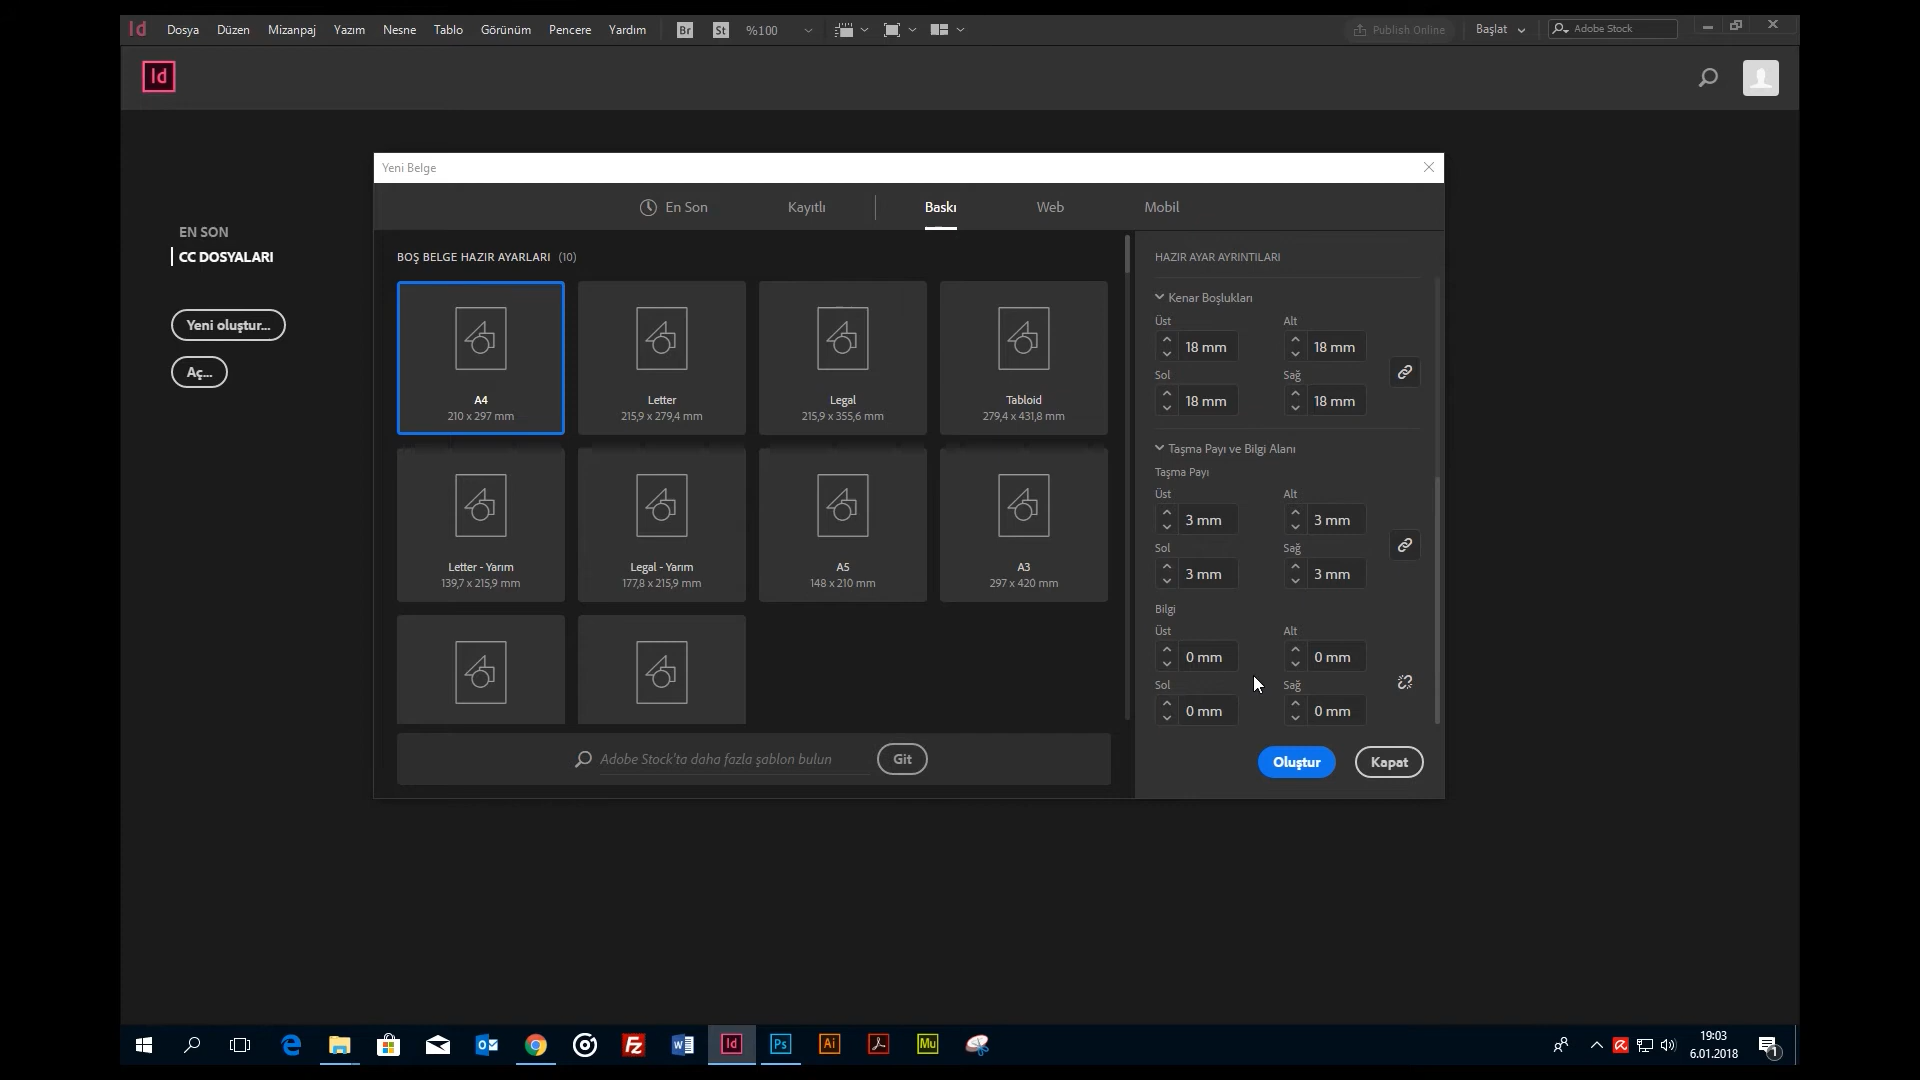 Id Dosya Düzen Mizanpaj Yazım Nesne Tablo Görünüm Pencere Yardım Br St %100 Publish Online Başlat Adobe Stock
Id
EN SON
CC DOSYALARI
Yeni oluştur...
Aç...
Yeni Belge
En Son Kayıtlı Baskı Web Mobil
BOŞ BELGE HAZIR AYARLARI (10)
A4
210 x 297 mm
Letter
215,9 x 279,4 mm
Legal
215,9 x 355,6 mm
Tabloid
279,4 x 431,8 mm
Letter - Yarım
139,7 x 215,9 mm
Legal - Yarım
177,8 x 215,9 mm
A5
148 x 210 mm
A3
297 x 420 mm
Adobe Stock'ta daha fazla şablon bulun Git
HAZIR AYAR AYRINTILARI
Kenar Boşlukları
Üst Alt
18 mm 18 mm
Sol Sağ
18 mm 18 mm
Taşma Payı ve Bilgi Alanı
Taşma Payı
Üst Alt
3 mm 3 mm
Sol Sağ
3 mm 3 mm
Bilgi
Üst Alt
0 mm 0 mm
Sol Sağ
0 mm 0 mm
Oluştur Kapat
Id Ps Ai Mu
19:03
6.01.2018
1